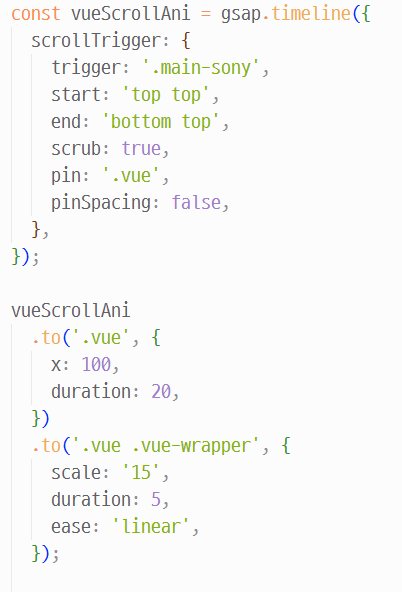 const vueScrollAni = gsap.timeline({
  scrollTrigger: {
    trigger: '.main-sony',
    start: 'top top',
    end: 'bottom top',
    scrub: true,
    pin: '.vue',
    pinSpacing: false,
  },
});

vueScrollAni
  .to('.vue', {
    x: 100,
    duration: 20,
  })
  .to('.vue .vue-wrapper', {
    scale: '15',
    duration: 5,
    ease: 'linear',
  });